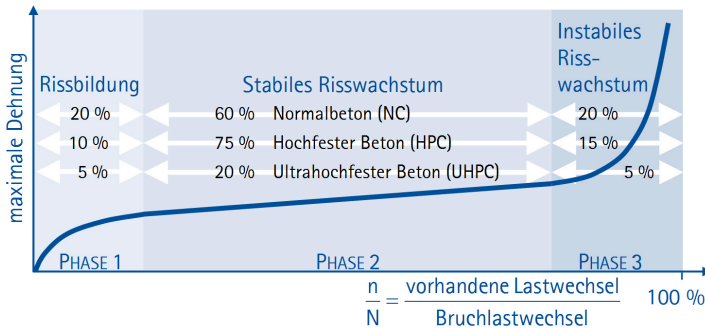 maximale Dehnung
Rissbildung
Stabiles Risswachstum
Instabiles
Riss-
wachstum
20 % 60 % Normalbeton (NC) 20 %
10 % 75 % Hochfester Beton (HPC) 15 %
5 % 20 % Ultrahochfester Beton (UHPC) 5 %
PHASE 1 PHASE 2 PHASE 3
n/N = vorhandene Lastwechsel/Bruchlastwechsel
100 %